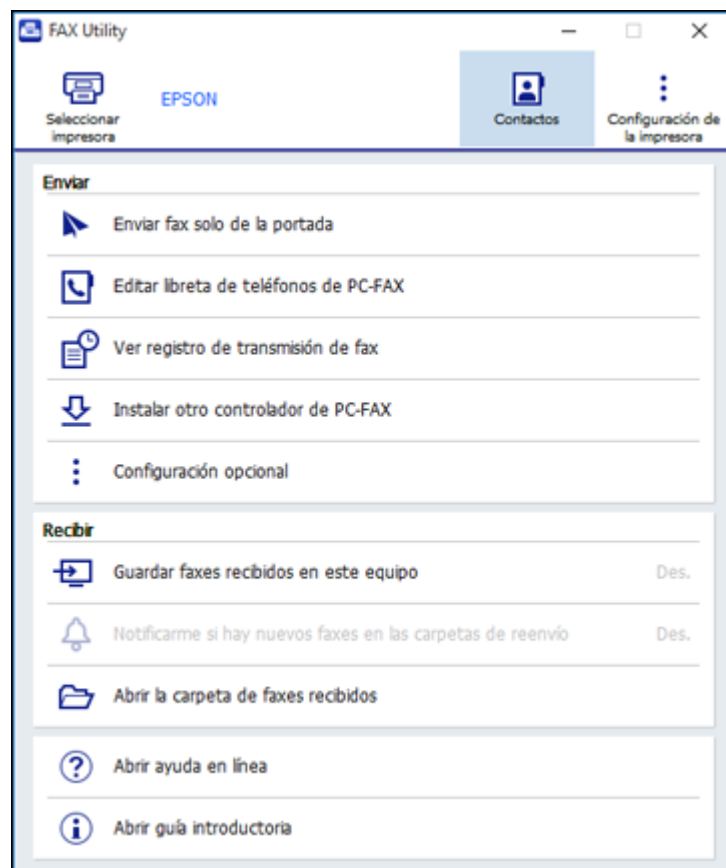 FAX Utility
Seleccionar
impresora
EPSON
Contactos
Configuración de
la impresora
Enviar
Enviar fax solo de la portada
Editar libreta de teléfonos de PC-FAX
Ver registro de transmisión de fax
Instalar otro controlador de PC-FAX
Configuración opcional
Recibir
Guardar faxes recibidos en este equipo Des.
Notificarme si hay nuevos faxes en las carpetas de reenvío Des.
Abrir la carpeta de faxes recibidos
Abrir ayuda en línea
Abrir guía introductoria